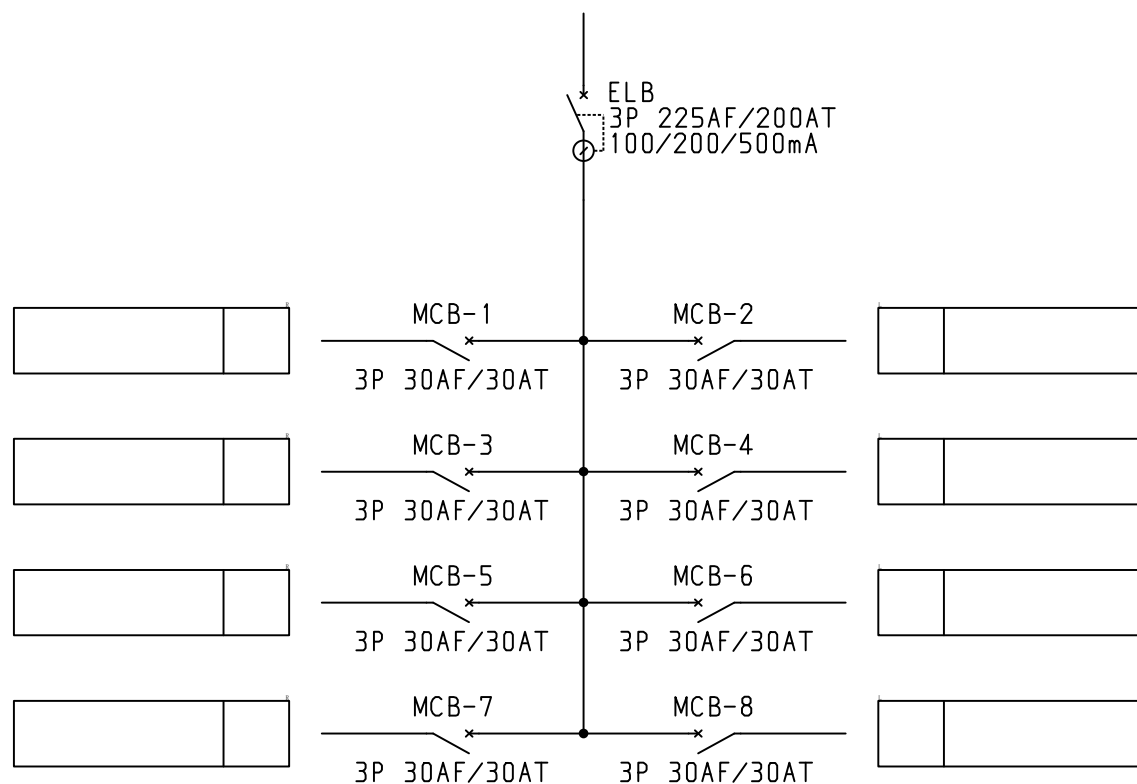 ELB
3P 225AF/200AT
100/200/500mA
MCB-1
MCB-2
3P 30AF/30AT
3P 30AF/30AT
MCB-3
MCB-4
3P 30AF/30AT
3P 30AF/30AT
MCB-5
MCB-6
3P 30AF/30AT
3P 30AF/30AT
MCB-7
MCB-8
3P 30AF/30AT
3P 30AF/30AT